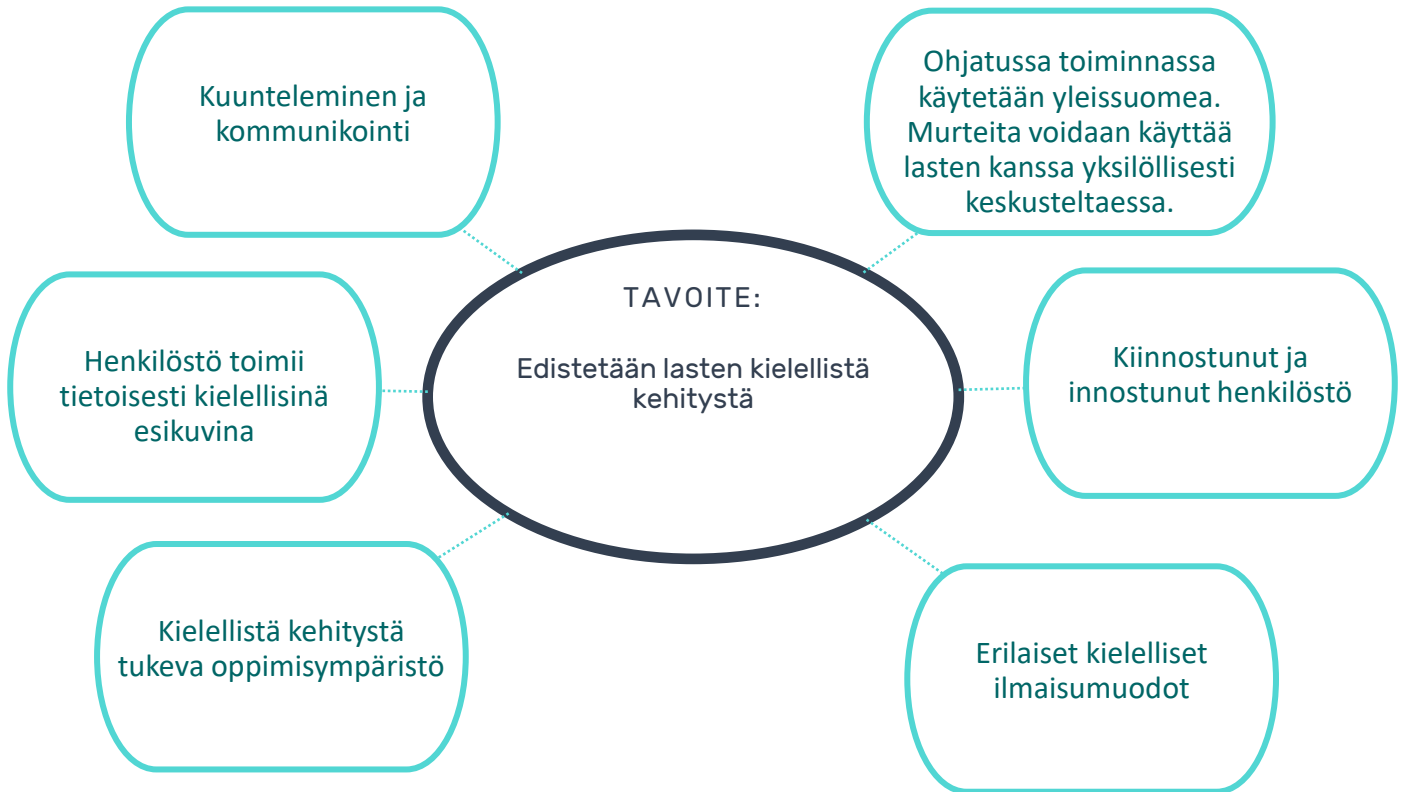 Kuunteleminen ja
kommunikointi
Ohjatussa toiminnassa
käytetään yleissuomea.
Murteita voidaan käyttää
lasten kanssa yksilöllisesti
keskusteltaessa.
TAVOITE:
Edistetään lasten kielellistä
kehitystä
Henkilöstö toimii
tietoisesti kielellisinä
esikuvina
Kiinnostunut ja
innostunut henkilöstö
Kielellistä kehitystä
tukeva oppimisympäristö
Erilaiset kielelliset
ilmaisumuodot